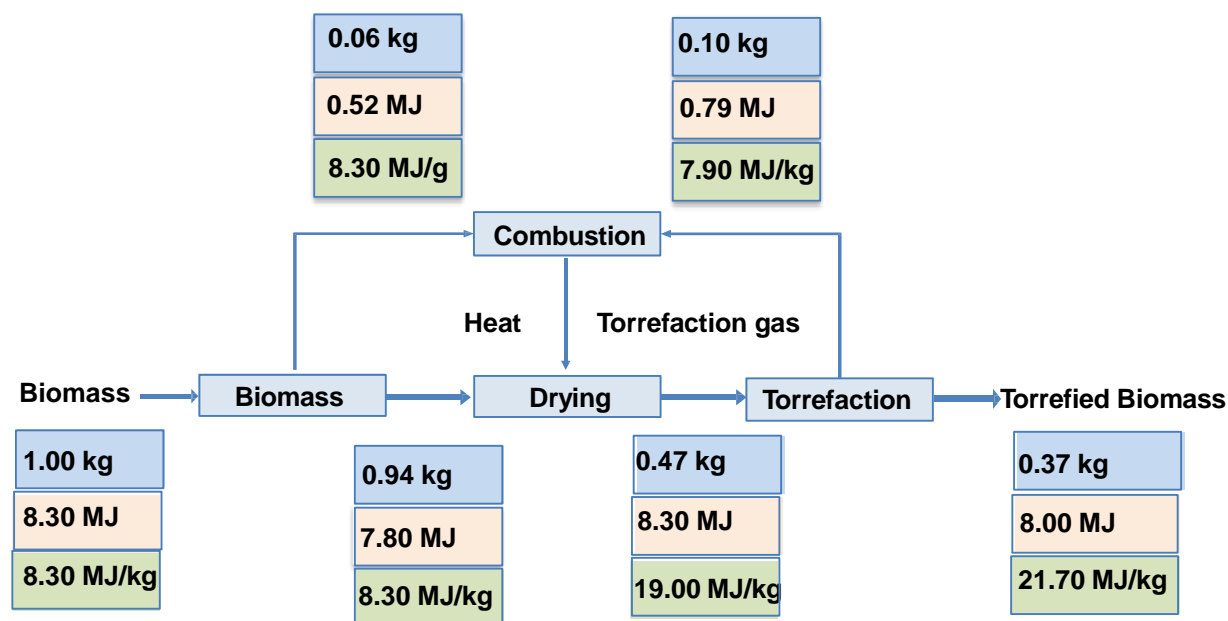 0.06 kg
0.52 MJ
8.30 MJ/g
0.10 kg
0.79 MJ
7.90 MJ/kg
Combustion
Heat
Torrefaction gas
Biomass
Biomass
Drying
Torrefaction
Torrefied Biomass
1.00 kg
8.30 MJ
8.30 MJ/kg
0.94 kg
7.80 MJ
8.30 MJ/kg
0.47 kg
8.30 MJ
19.00 MJ/kg
0.37 kg
8.00 MJ
21.70 MJ/kg